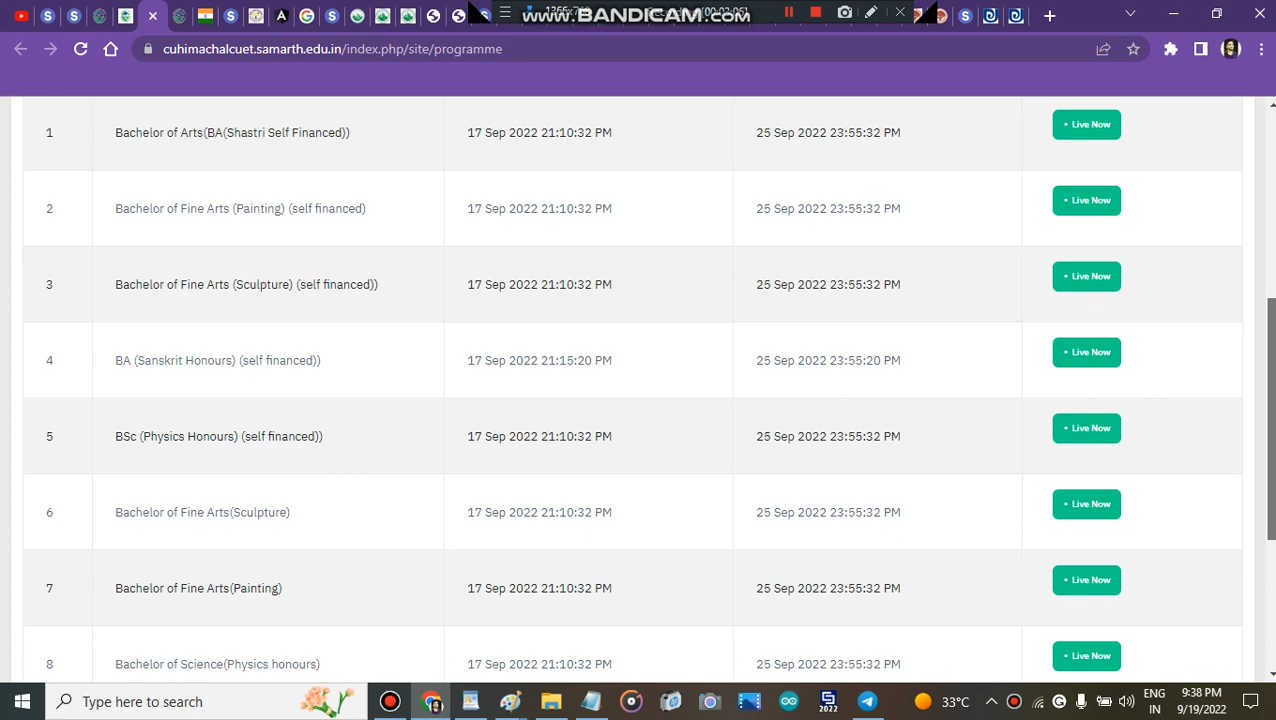 www.BANDICAM.com
cuhimachalcuet.samarth.edu.in/index.php/site/programme
1 Bachelor of Arts(BA(Shastri Self Financed)) 17 Sep 2022 21:10:32 PM 25 Sep 2022 23:55:32 PM • Live Now
2 Bachelor of Fine Arts (Painting) (self financed) 17 Sep 2022 21:10:32 PM 25 Sep 2022 23:55:32 PM • Live Now
3 Bachelor of Fine Arts (Sculpture) (self financed)) 17 Sep 2022 21:10:32 PM 25 Sep 2022 23:55:32 PM • Live Now
4 BA (Sanskrit Honours) (self financed)) 17 Sep 2022 21:15:20 PM 25 Sep 2022 23:55:20 PM • Live Now
5 BSc (Physics Honours) (self financed)) 17 Sep 2022 21:10:32 PM 25 Sep 2022 23:55:32 PM • Live Now
6 Bachelor of Fine Arts(Sculpture) 17 Sep 2022 21:10:32 PM 25 Sep 2022 23:55:32 PM • Live Now
7 Bachelor of Fine Arts(Painting) 17 Sep 2022 21:10:32 PM 25 Sep 2022 23:55:32 PM • Live Now
8 Bachelor of Science(Physics honours) 17 Sep 2022 21:10:32 PM 25 Sep 2022 23:55:32 PM • Live Now
Type here to search 2022 33°C ENG 9:38 PM
IN 9/19/2022